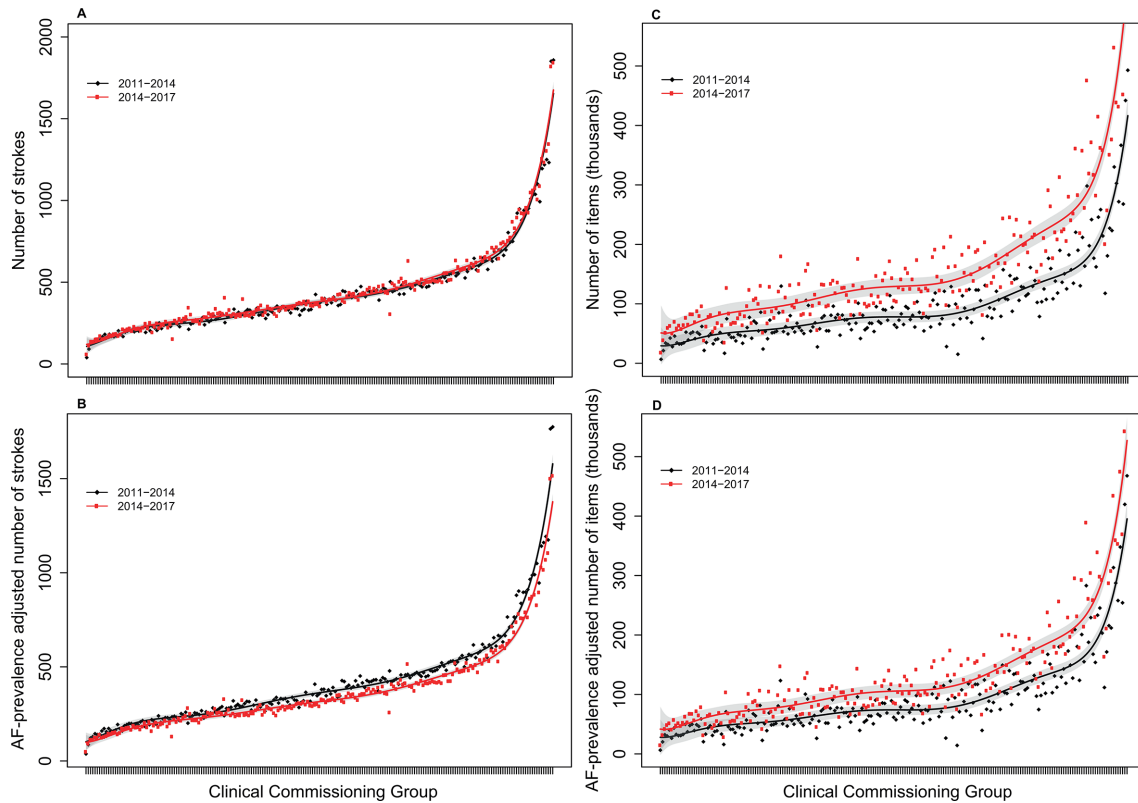 A
Number of strokes
2000
1500
1000
500
0
2011−2014
2014−2017
C
Number of items (thousands)
500
400
300
200
100
0
2011−2014
2014−2017
B
AF-prevalence adjusted number of strokes
1500
1000
500
0
2011−2014
2014−2017
Clinical Commissioning Group
D
AF-prevalence adjusted number of items (thousands)
500
400
300
200
100
0
2011−2014
2014−2017
Clinical Commissioning Group